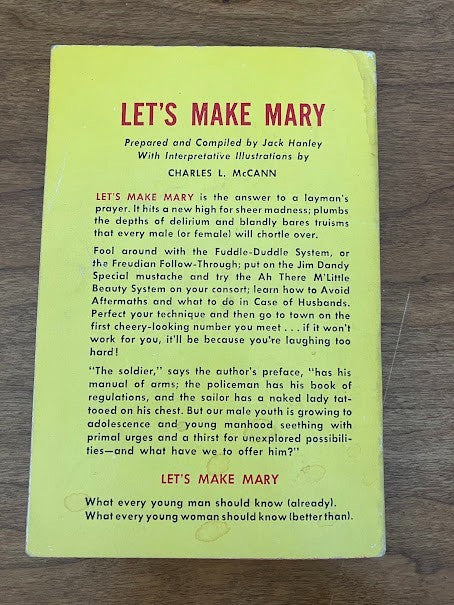 LET'S MAKE MARY
Prepared and Compiled by Jack Hanley
With Interpretative Illustrations by
CHARLES L. McCANN
LET'S MAKE MARY is the answer to a layman's
prayer. It hits a new high for sheer madness; plumbs
the depths of delirium and blandly bares truisms
that every male (or female) will chortle over.
Fool around with the Fuddle-Duddle System, or
the Freudian Follow-Through; put on the Jim Dandy
Special mustache and try the Ah There M'Little
Beauty System on your consort; learn how to Avoid
Aftermaths and what to do in Case of Husbands.
Perfect your technique and then go to town on the
first cheery-looking number you meet . . . if it won't
work for you, it'll be because you're laughing too
hard!
"The soldier," says the author's preface, "has his
manual of arms; the policeman has his book of
regulations, and the sailor has a naked lady tat-
tooed on his chest. But our male youth is growing to
adolescence and young manhood seething with
primal urges and a thirst for unexplored possibili-
ties—and what have we to offer him?"
LET'S MAKE MARY
What every young man should know (already).
What every young woman should know (better than).